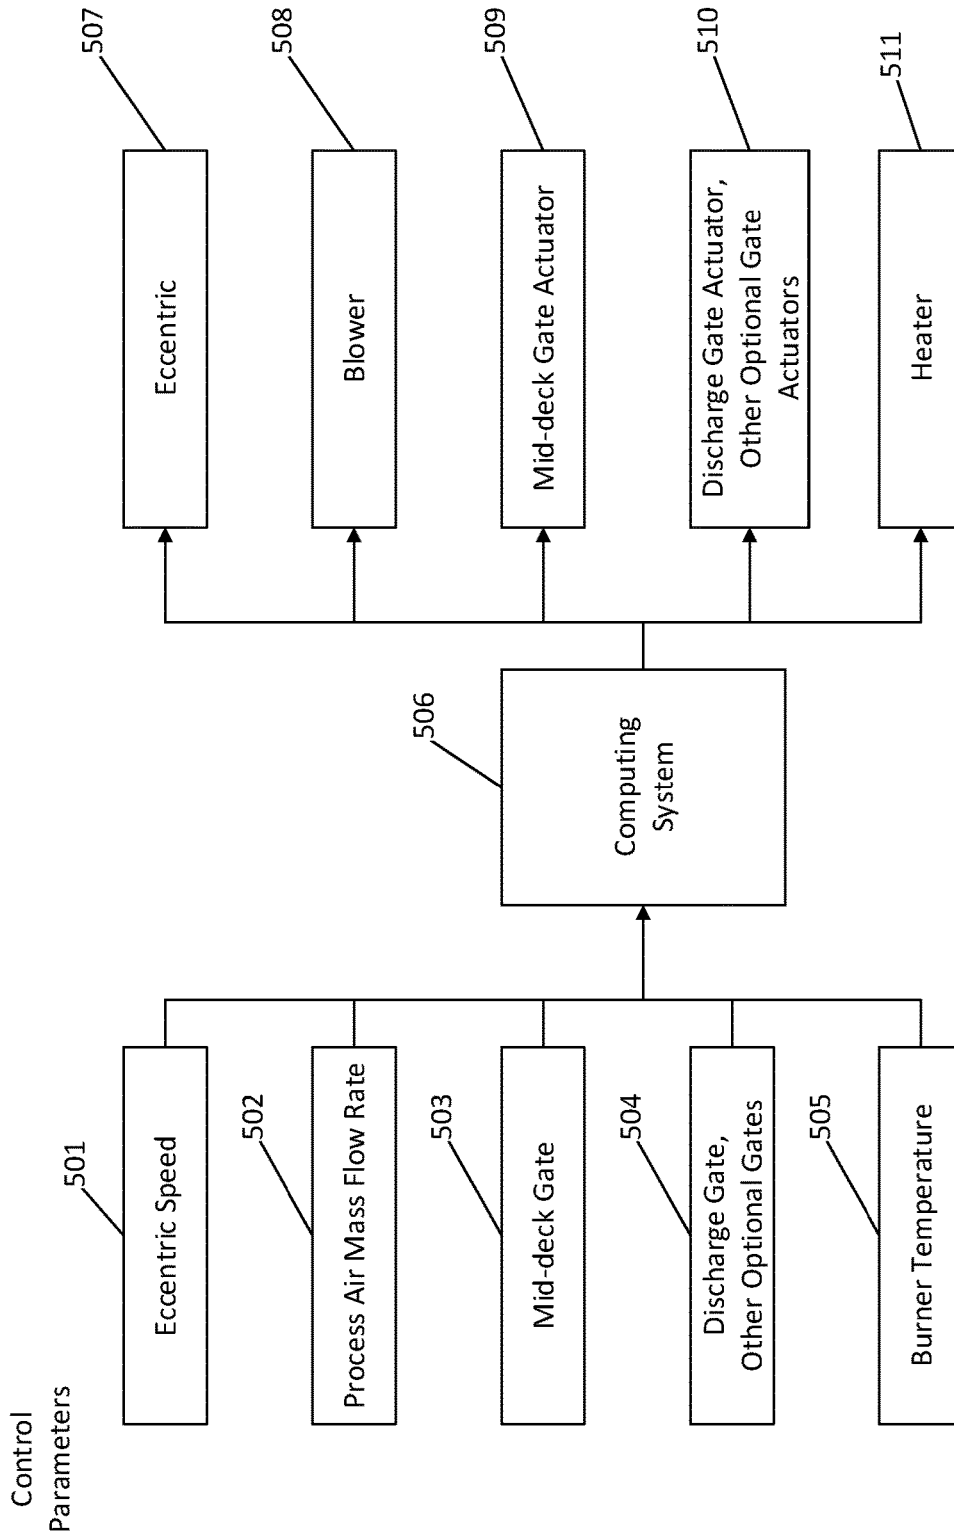 Control
Parameters
501
Eccentric Speed
502
Process Air Mass Flow Rate
503
Mid-deck Gate
504
Discharge Gate,
Other Optional Gates
505
Burner Temperature
506
Computing
System
507
Eccentric
508
Blower
509
Mid-deck Gate Actuator
510
Discharge Gate Actuator,
Other Optional Gate
Actuators
511
Heater